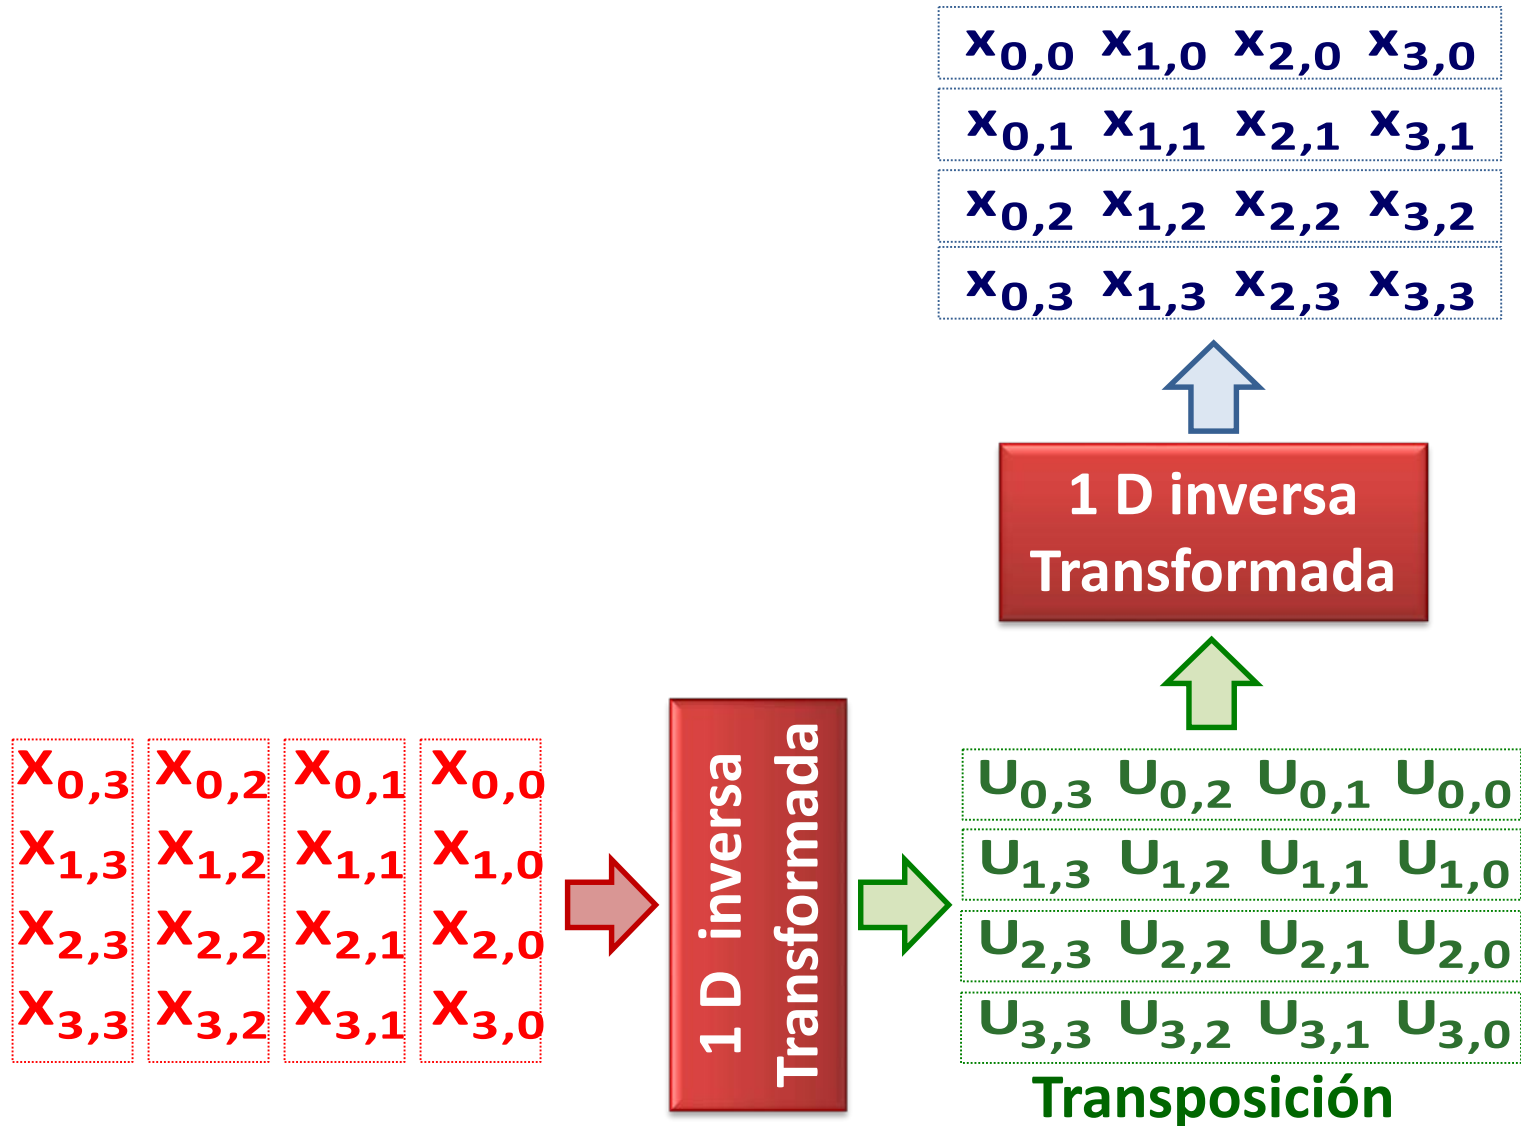 x0,0 x1,0 x2,0 x3,0
x0,1 x1,1 x2,1 x3,1
x0,2 x1,2 x2,2 x3,2
x0,3 x1,3 x2,3 x3,3
1 D inversa
Transformada
X0,3 X0,2 X0,1 X0,0
X1,3 X1,2 X1,1 X1,0
X2,3 X2,2 X2,1 X2,0
X3,3 X3,2 X3,1 X3,0
1 D inversa
Transformada
U0,3 U0,2 U0,1 U0,0
U1,3 U1,2 U1,1 U1,0
U2,3 U2,2 U2,1 U2,0
U3,3 U3,2 U3,1 U3,0
Transposición